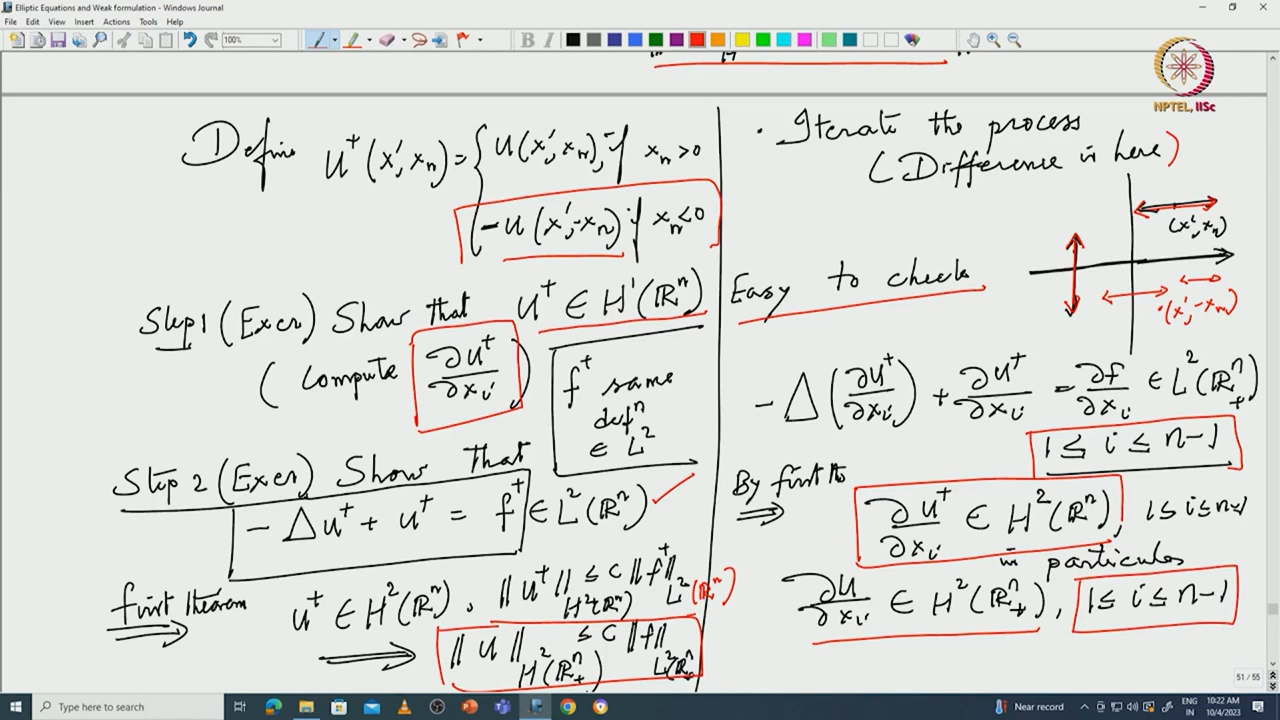 Elliptic Equations and Weak formulation - Windows Journal
File Edit View Insert Actions Tools Help
100%
NPTEL, IISc
Define u⁺(x', xₙ) = { u(x', xₙ), if xₙ > 0
- u(x', -xₙ) if xₙ < 0
Step 1 (Exer) Show that u⁺ ∈ H¹(ℝⁿ)
(Compute ∂u⁺/∂xᵢ)
f⁺ same
defⁿ
∈ L²
Step 2 (Exer) Show that
-Δu⁺ + u⁺ = f⁺ ∈ L²(ℝⁿ) ✓
first theorem ⟹ u⁺ ∈ H²(ℝⁿ), ‖u⁺‖_H²(ℝⁿ) ≤ C ‖f⁺‖_L²(ℝⁿ)
⟹ ‖u‖_H²(ℝⁿ₊) ≤ C ‖f‖_L²(ℝⁿ₊)
· Iterate the process
(Difference is here)
(x', xₙ)
(x', -xₙ)
Easy to check
-Δ(∂u⁺/∂xᵢ) + ∂u⁺/∂xᵢ = ∂f/∂xᵢ ∈ L²(ℝⁿ₊)
1 ≤ i ≤ n-1
By first th
⟹ ∂u⁺/∂xᵢ ∈ H²(ℝⁿ), 1 ≤ i ≤ n-1
in particular
∂u/∂xᵢ ∈ H²(ℝⁿ₊), 1 ≤ i ≤ n-1
51 / 55
Type here to search
Near record
ENG
IN
10:22 AM
10/4/2023